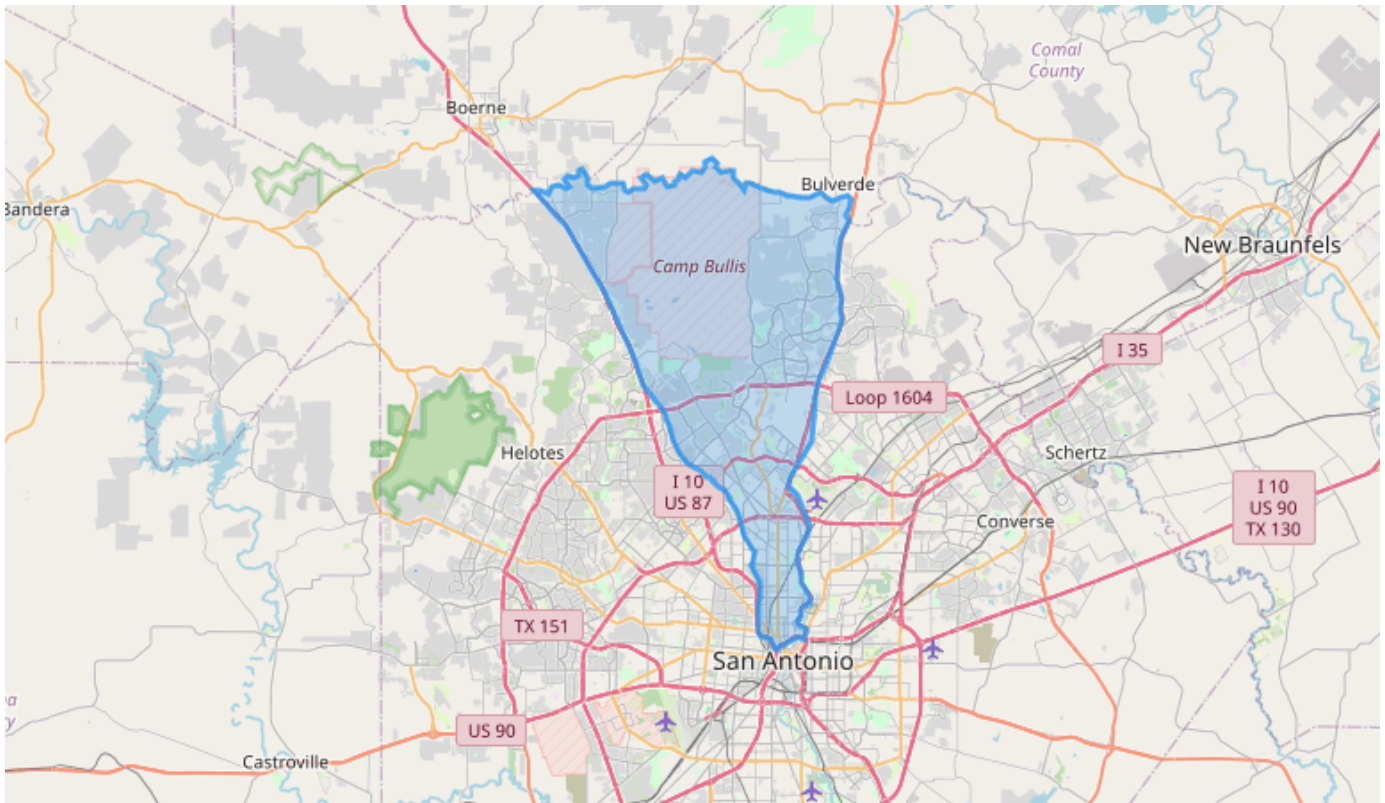 Comal
County
Boerne
Bulverde
Bandera
New Braunfels
Camp Bullis
I 35
Loop 1604
Helotes
Schertz
I 10
US 87
I 10
US 90
TX 130
Converse
TX 151
San Antonio
US 90
Castroville